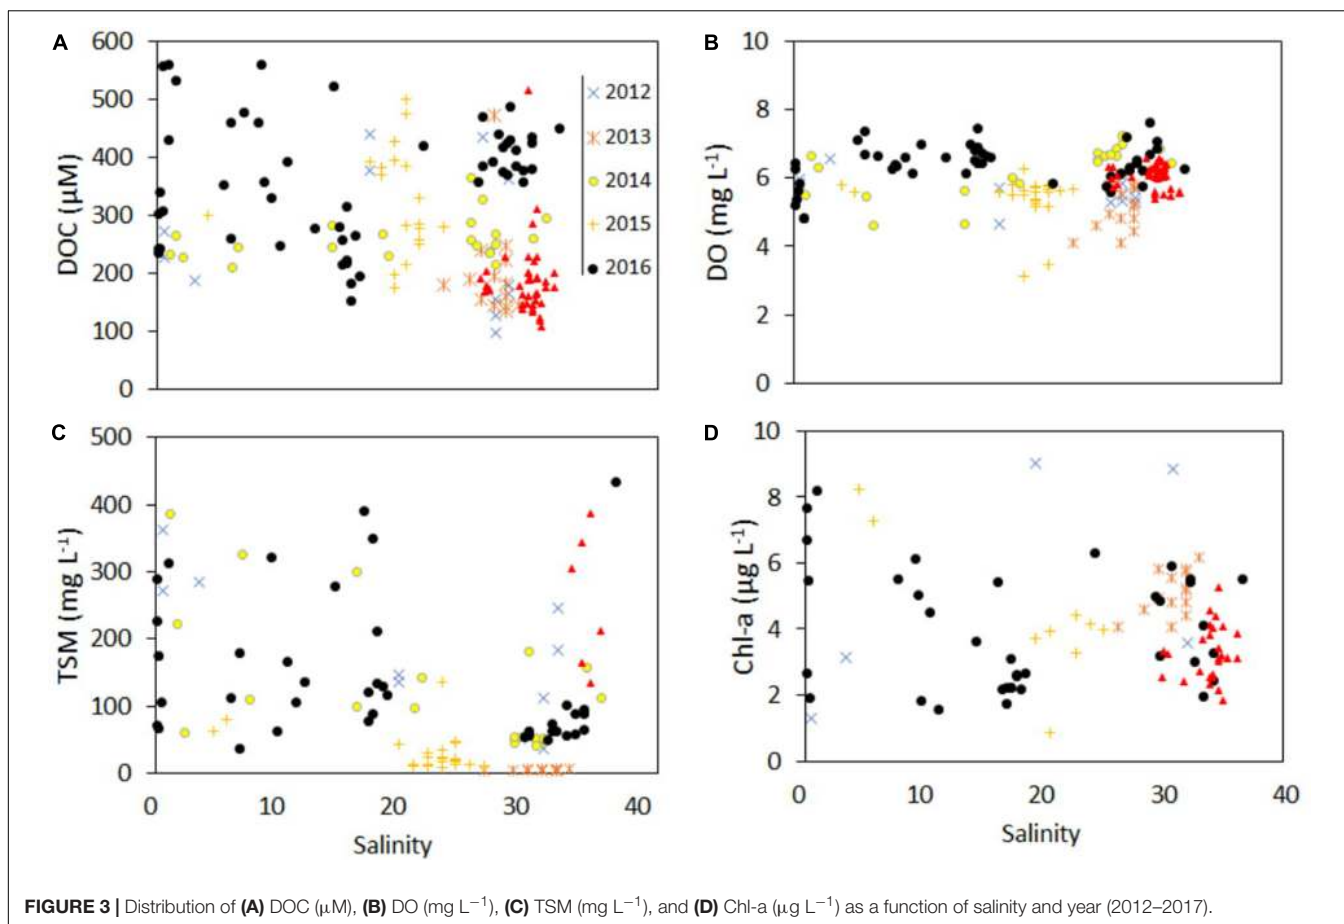 A
600
500
400
300
200
100
0
DOC (μM)
2012
2013
2014
2015
2016
B
10
8
6
4
2
0
DO (mg L⁻¹)
C
500
400
300
200
100
0
TSM (mg L⁻¹)
0 10 20 30 40
Salinity
D
10
8
6
4
2
0
Chl-a (μg L⁻¹)
0 10 20 30 40
Salinity
FIGURE 3 | Distribution of (A) DOC (μM), (B) DO (mg L⁻¹), (C) TSM (mg L⁻¹), and (D) Chl-a (μg L⁻¹) as a function of salinity and year (2012–2017).